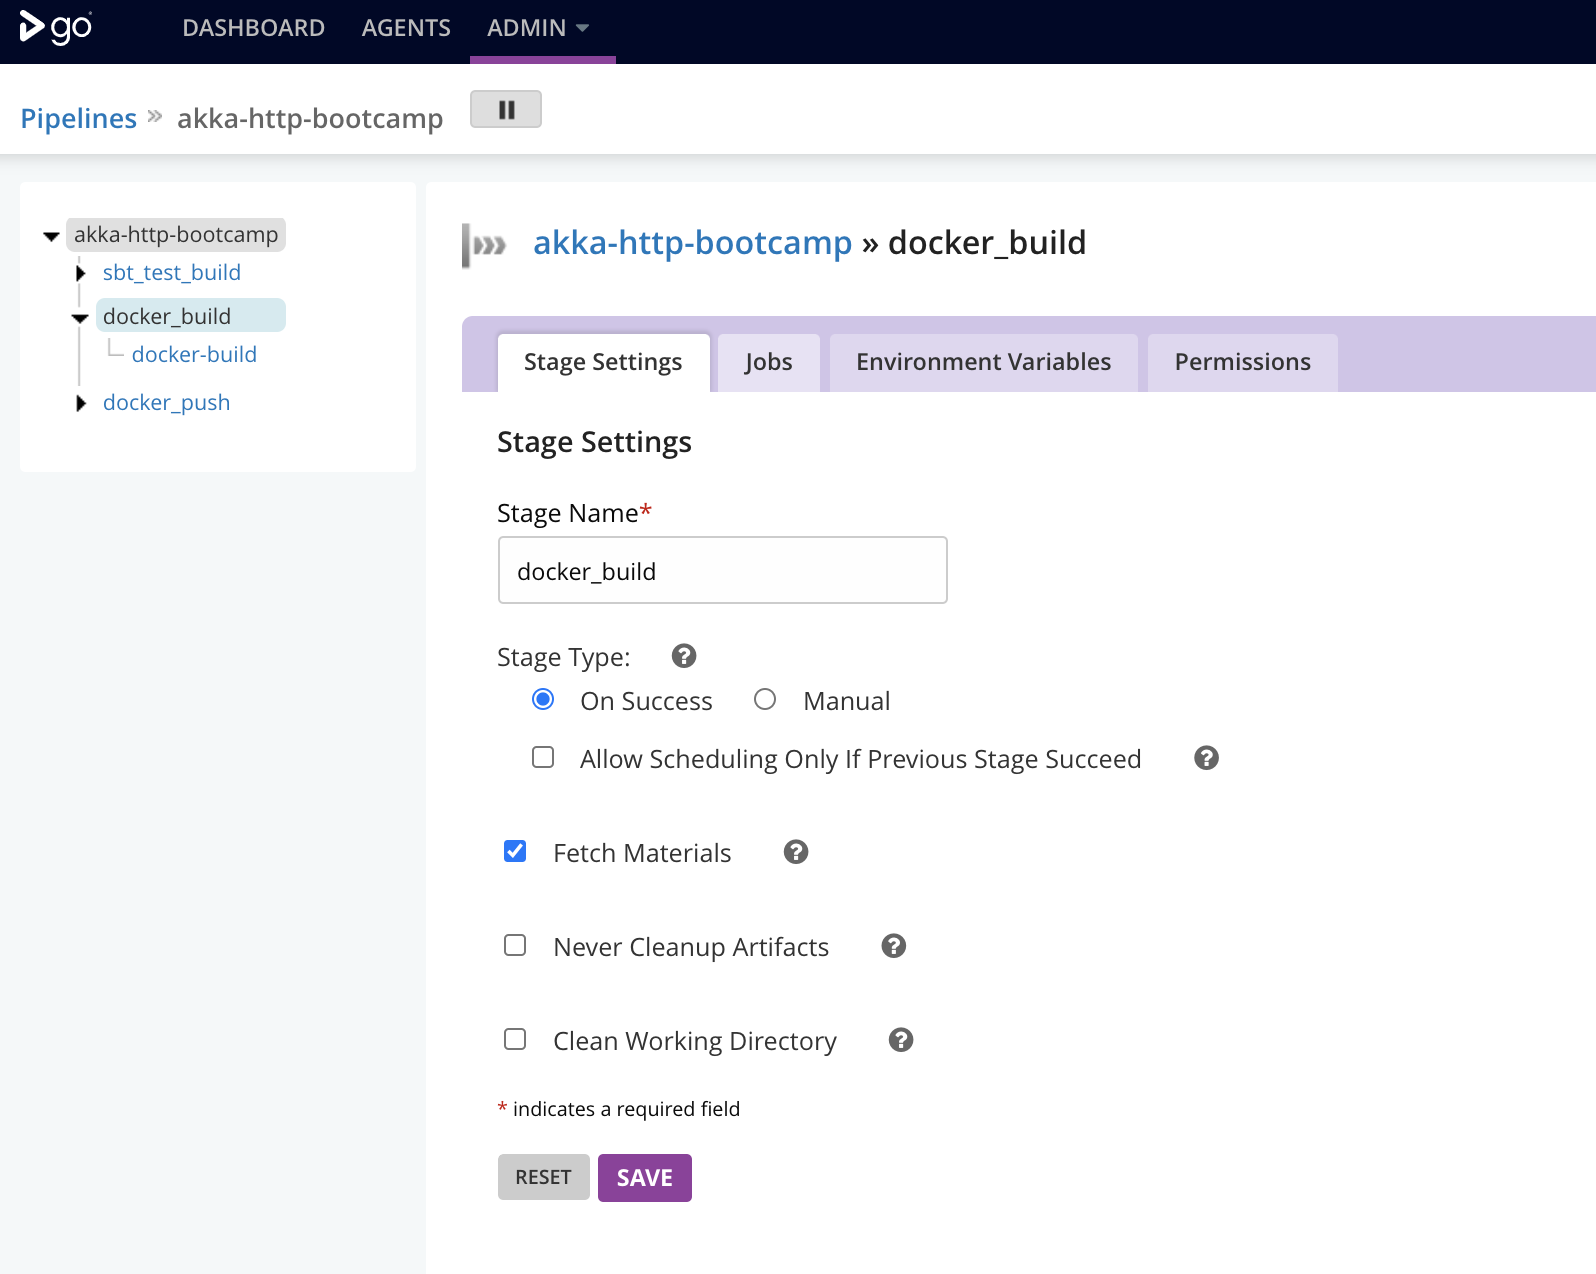 go
DASHBOARD AGENTS ADMIN
Pipelines » akka-http-bootcamp
akka-http-bootcamp
sbt_test_build
docker_build
docker-build
docker_push
akka-http-bootcamp » docker_build
Stage Settings Jobs Environment Variables Permissions
Stage Settings
Stage Name*
docker_build
Stage Type: ?
On Success Manual
Allow Scheduling Only If Previous Stage Succeed ?
Fetch Materials ?
Never Cleanup Artifacts ?
Clean Working Directory ?
* indicates a required field
RESET SAVE